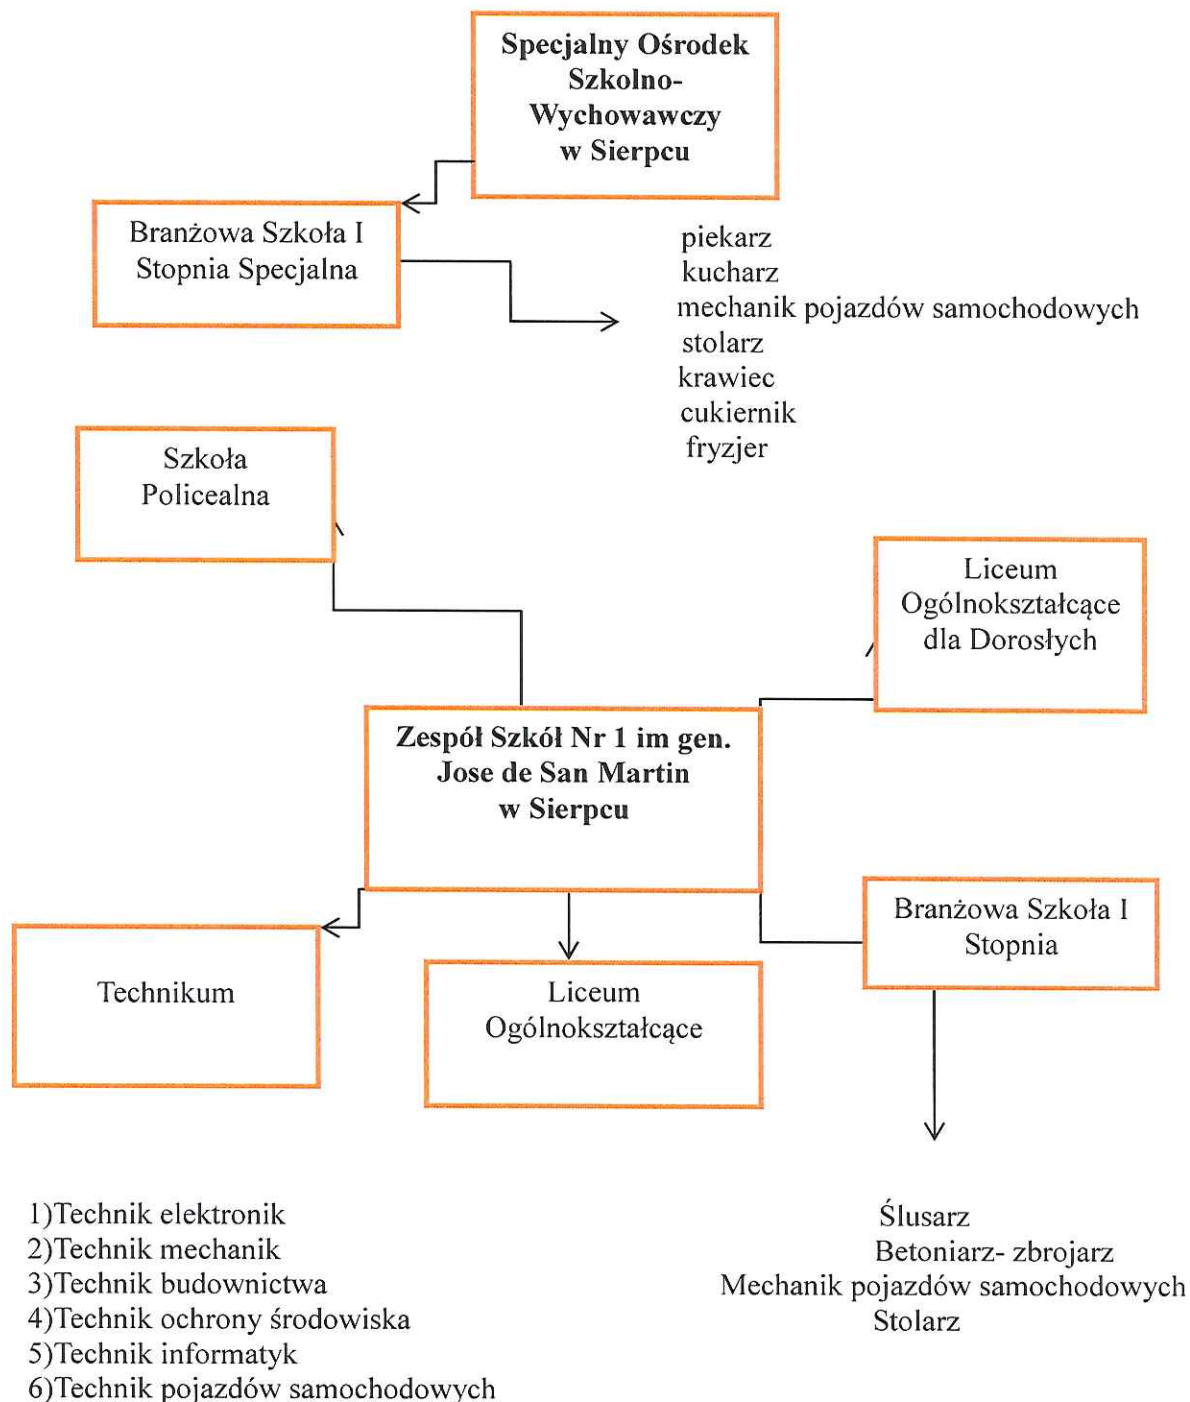 Specjalny Ośrodek
Szkolno-
Wychowawczy
w Sierpcu
Branżowa Szkoła I
Stopnia Specjalna
piekarz
kucharz
mechanik pojazdów samochodowych
stolarz
krawiec
cukiernik
fryzjer
Szkoła
Policealna
Liceum
Ogólnokształcące
dla Dorosłych
Zespół Szkół Nr 1 im gen.
Jose de San Martin
w Sierpcu
Branżowa Szkoła I
Stopnia
Technikum
Liceum
Ogólnokształcące
1)Technik elektronik
2)Technik mechanik
3)Technik budownictwa
4)Technik ochrony środowiska
5)Technik informatyk
6)Technik pojazdów samochodowych
Ślusarz
Betoniarz- zbrojarz
Mechanik pojazdów samochodowych
Stolarz